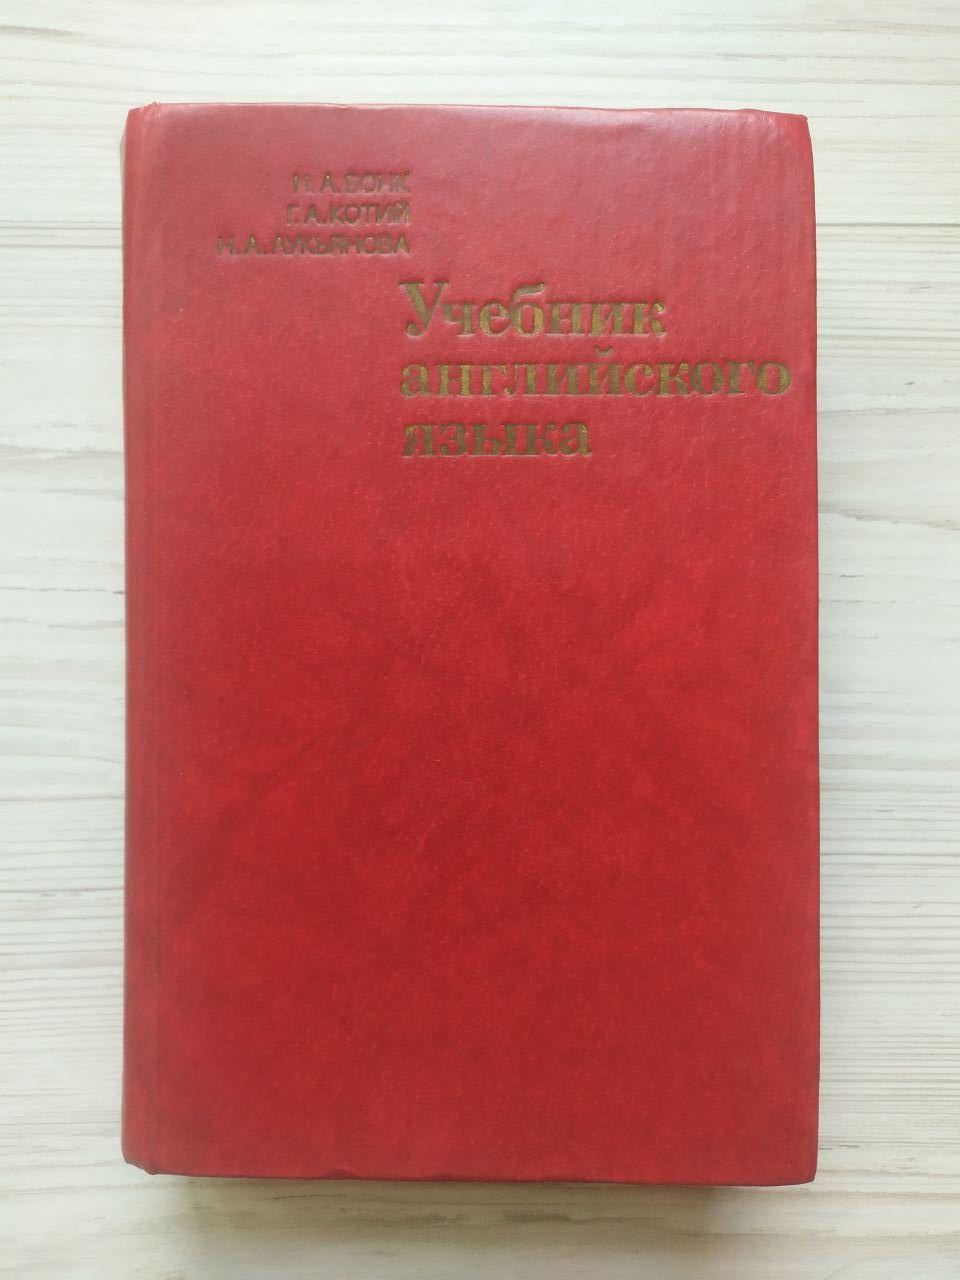 Н. А. БОНК
Г. А. КОТИЙ
Н. А. ЛУКЬЯНОВА
Учебник
английского
языка